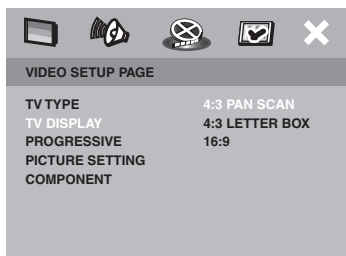 VIDEO SETUP PAGE
TV TYPE 4:3 PAN SCAN
TV DISPLAY 4:3 LETTER BOX
PROGRESSIVE 16:9
PICTURE SETTING
COMPONENT